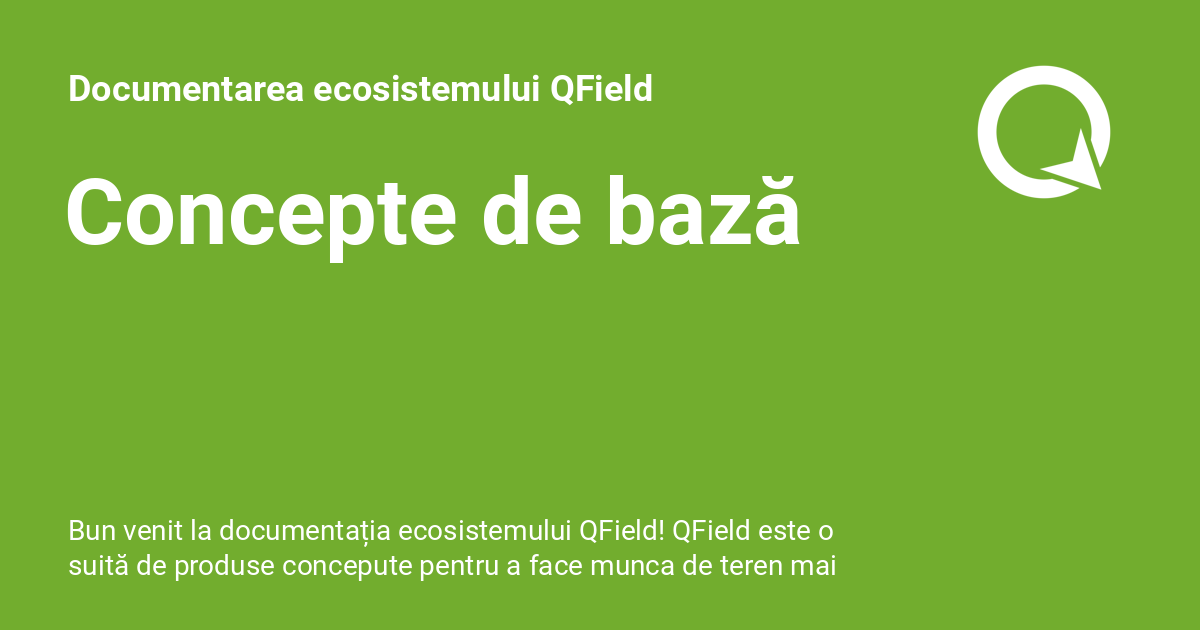 Documentarea ecosistemului QField
Concepte de bază
Bun venit la documentația ecosistemului QField! QField este o
suită de produse concepute pentru a face munca de teren mai